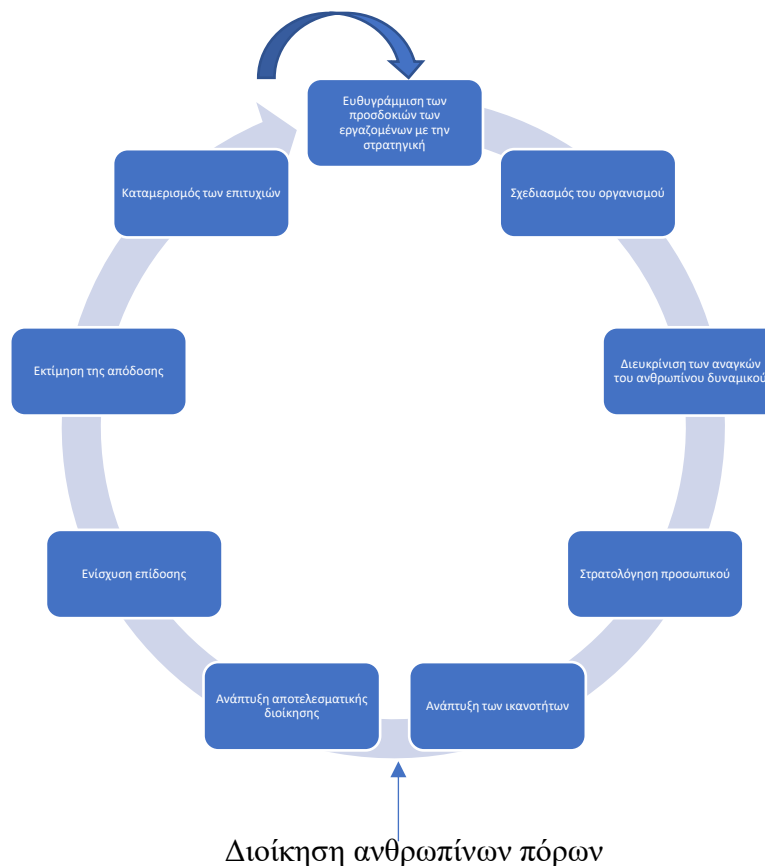 Ευθυγράμμιση των
προσδοκιών των
εργαζομένων με την
στρατηγική
Σχεδιασμός του οργανισμού
Διευκρίνιση των αναγκών
του ανθρωπίνου δυναμικού
Στρατολόγηση προσωπικού
Ανάπτυξη των ικανοτήτων
Ανάπτυξη αποτελεσματικής
διοίκησης
Ενίσχυση επίδοσης
Εκτίμηση της απόδοσης
Καταμερισμός των επιτυχιών
Διοίκηση ανθρωπίνων πόρων